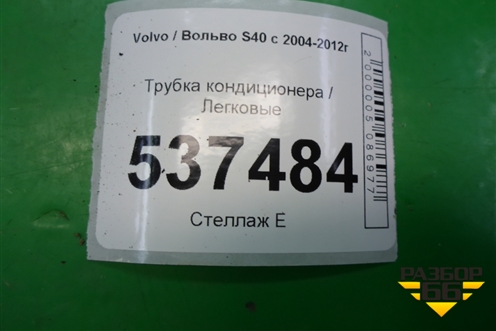 Volvo / Вольво S40 с 2004-2012г
Трубка кондиционера /
Легковые
537484
Стеллаж Е
2000005086977
РАЗБОР
66